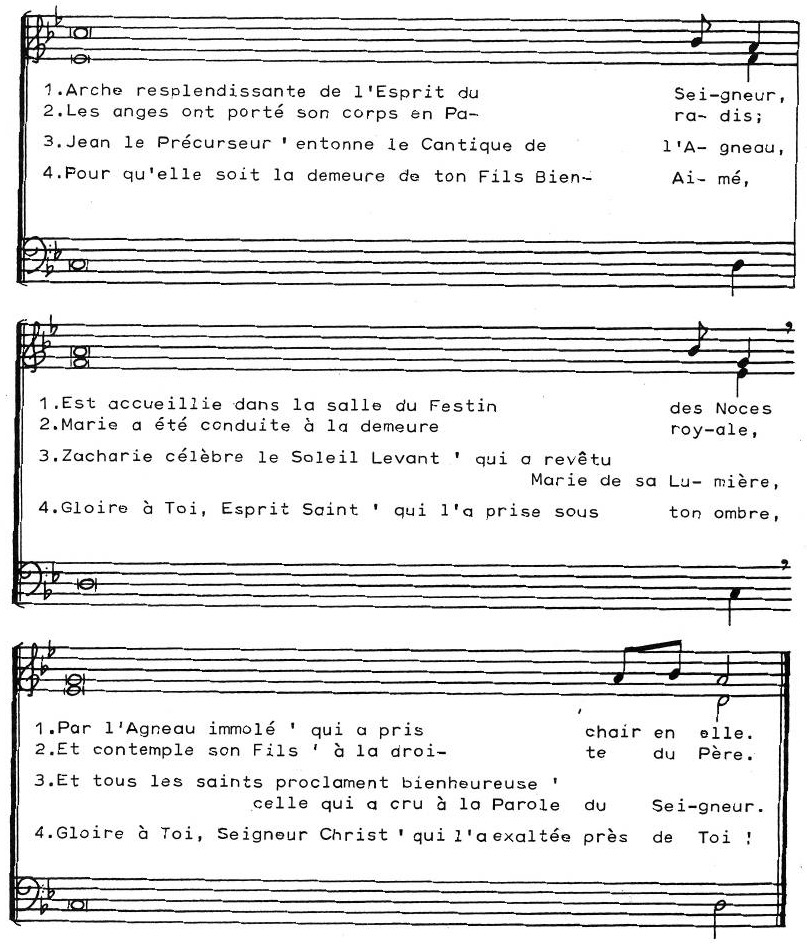 1.Arche resplendissante de l'Esprit du Sei-gneur,
2.Les anges ont porté son corps en Pa- ra- dis;
3.Jean le Précurseur ' entonne le Cantique de l'A- gneau,
4.Pour qu'elle soit la demeure de ton Fils Bien- Ai- mé,
1.Est accueillie dans la salle du Festin des Noces
2.Marie a été conduite à la demeure roy-ale,
3.Zacharie célèbre le Soleil Levant ' qui a revêtu
Marie de sa Lu- mière,
4.Gloire à Toi, Esprit Saint ' qui l'a prise sous ton ombre,
1.Par l'Agneau immolé ' qui a pris chair en elle.
2.Et contemple son Fils ' à la droi- te du Père.
3.Et tous les saints proclament bienheureuse '
celle qui a cru à la Parole du Sei-gneur.
4.Gloire à Toi, Seigneur Christ ' qui l'a exaltée près de Toi !